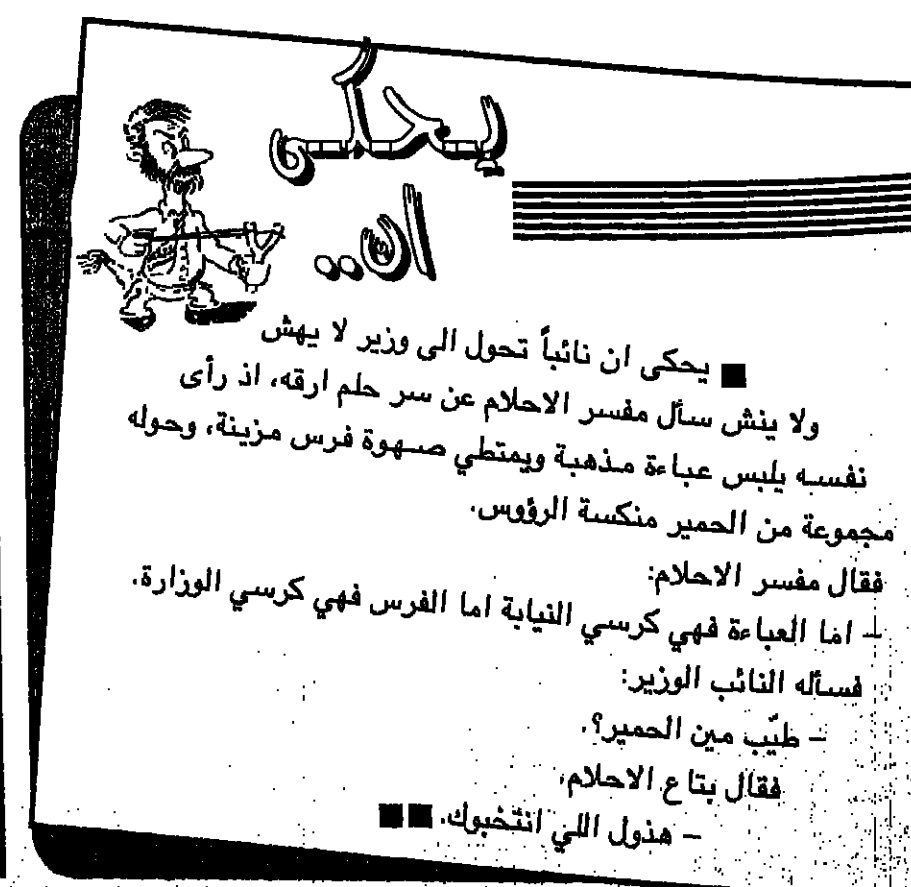 يحكى
ان..
■ يحكى ان نائباً تحول الى وزير لا يهش
ولا ينش سأل مفسر الاحلام عن سر حلم ارقه، اذ رأى
نفسه يلبس عباءة مذهبة ويمتطي صهوة فرس مزينة، وحوله
مجموعة من الحمير منكسة الرؤوس.
فقال مفسر الاحلام:
– اما العباءة فهي كرسي النيابة اما الفرس فهي كرسي الوزارة.
فسأله النائب الوزير:
– طيّب مين الحمير؟.
فقال بتاع الاحلام،
– هذول اللي انتخبوك. ■■